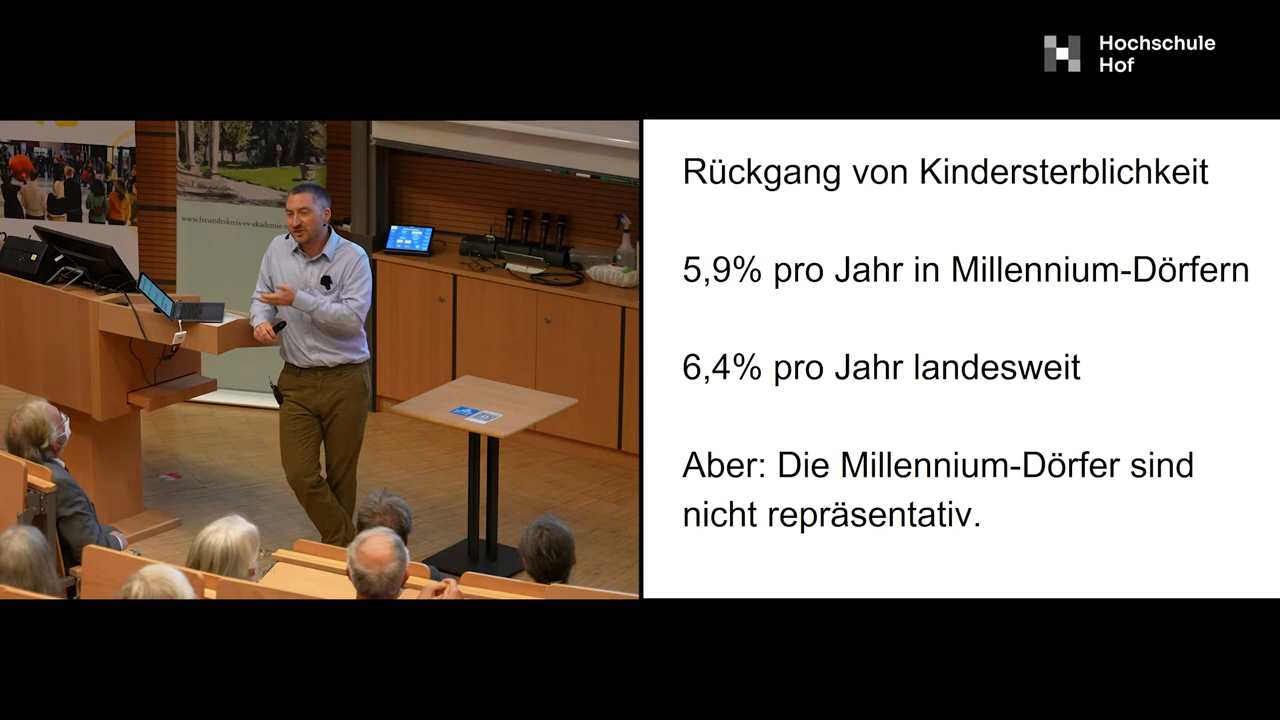 Hochschule
Hof
www.freundeskreis-ev-akademie-
Rückgang von Kindersterblichkeit
5,9% pro Jahr in Millennium-Dörfern
6,4% pro Jahr landesweit
Aber: Die Millennium-Dörfer sind
nicht repräsentativ.